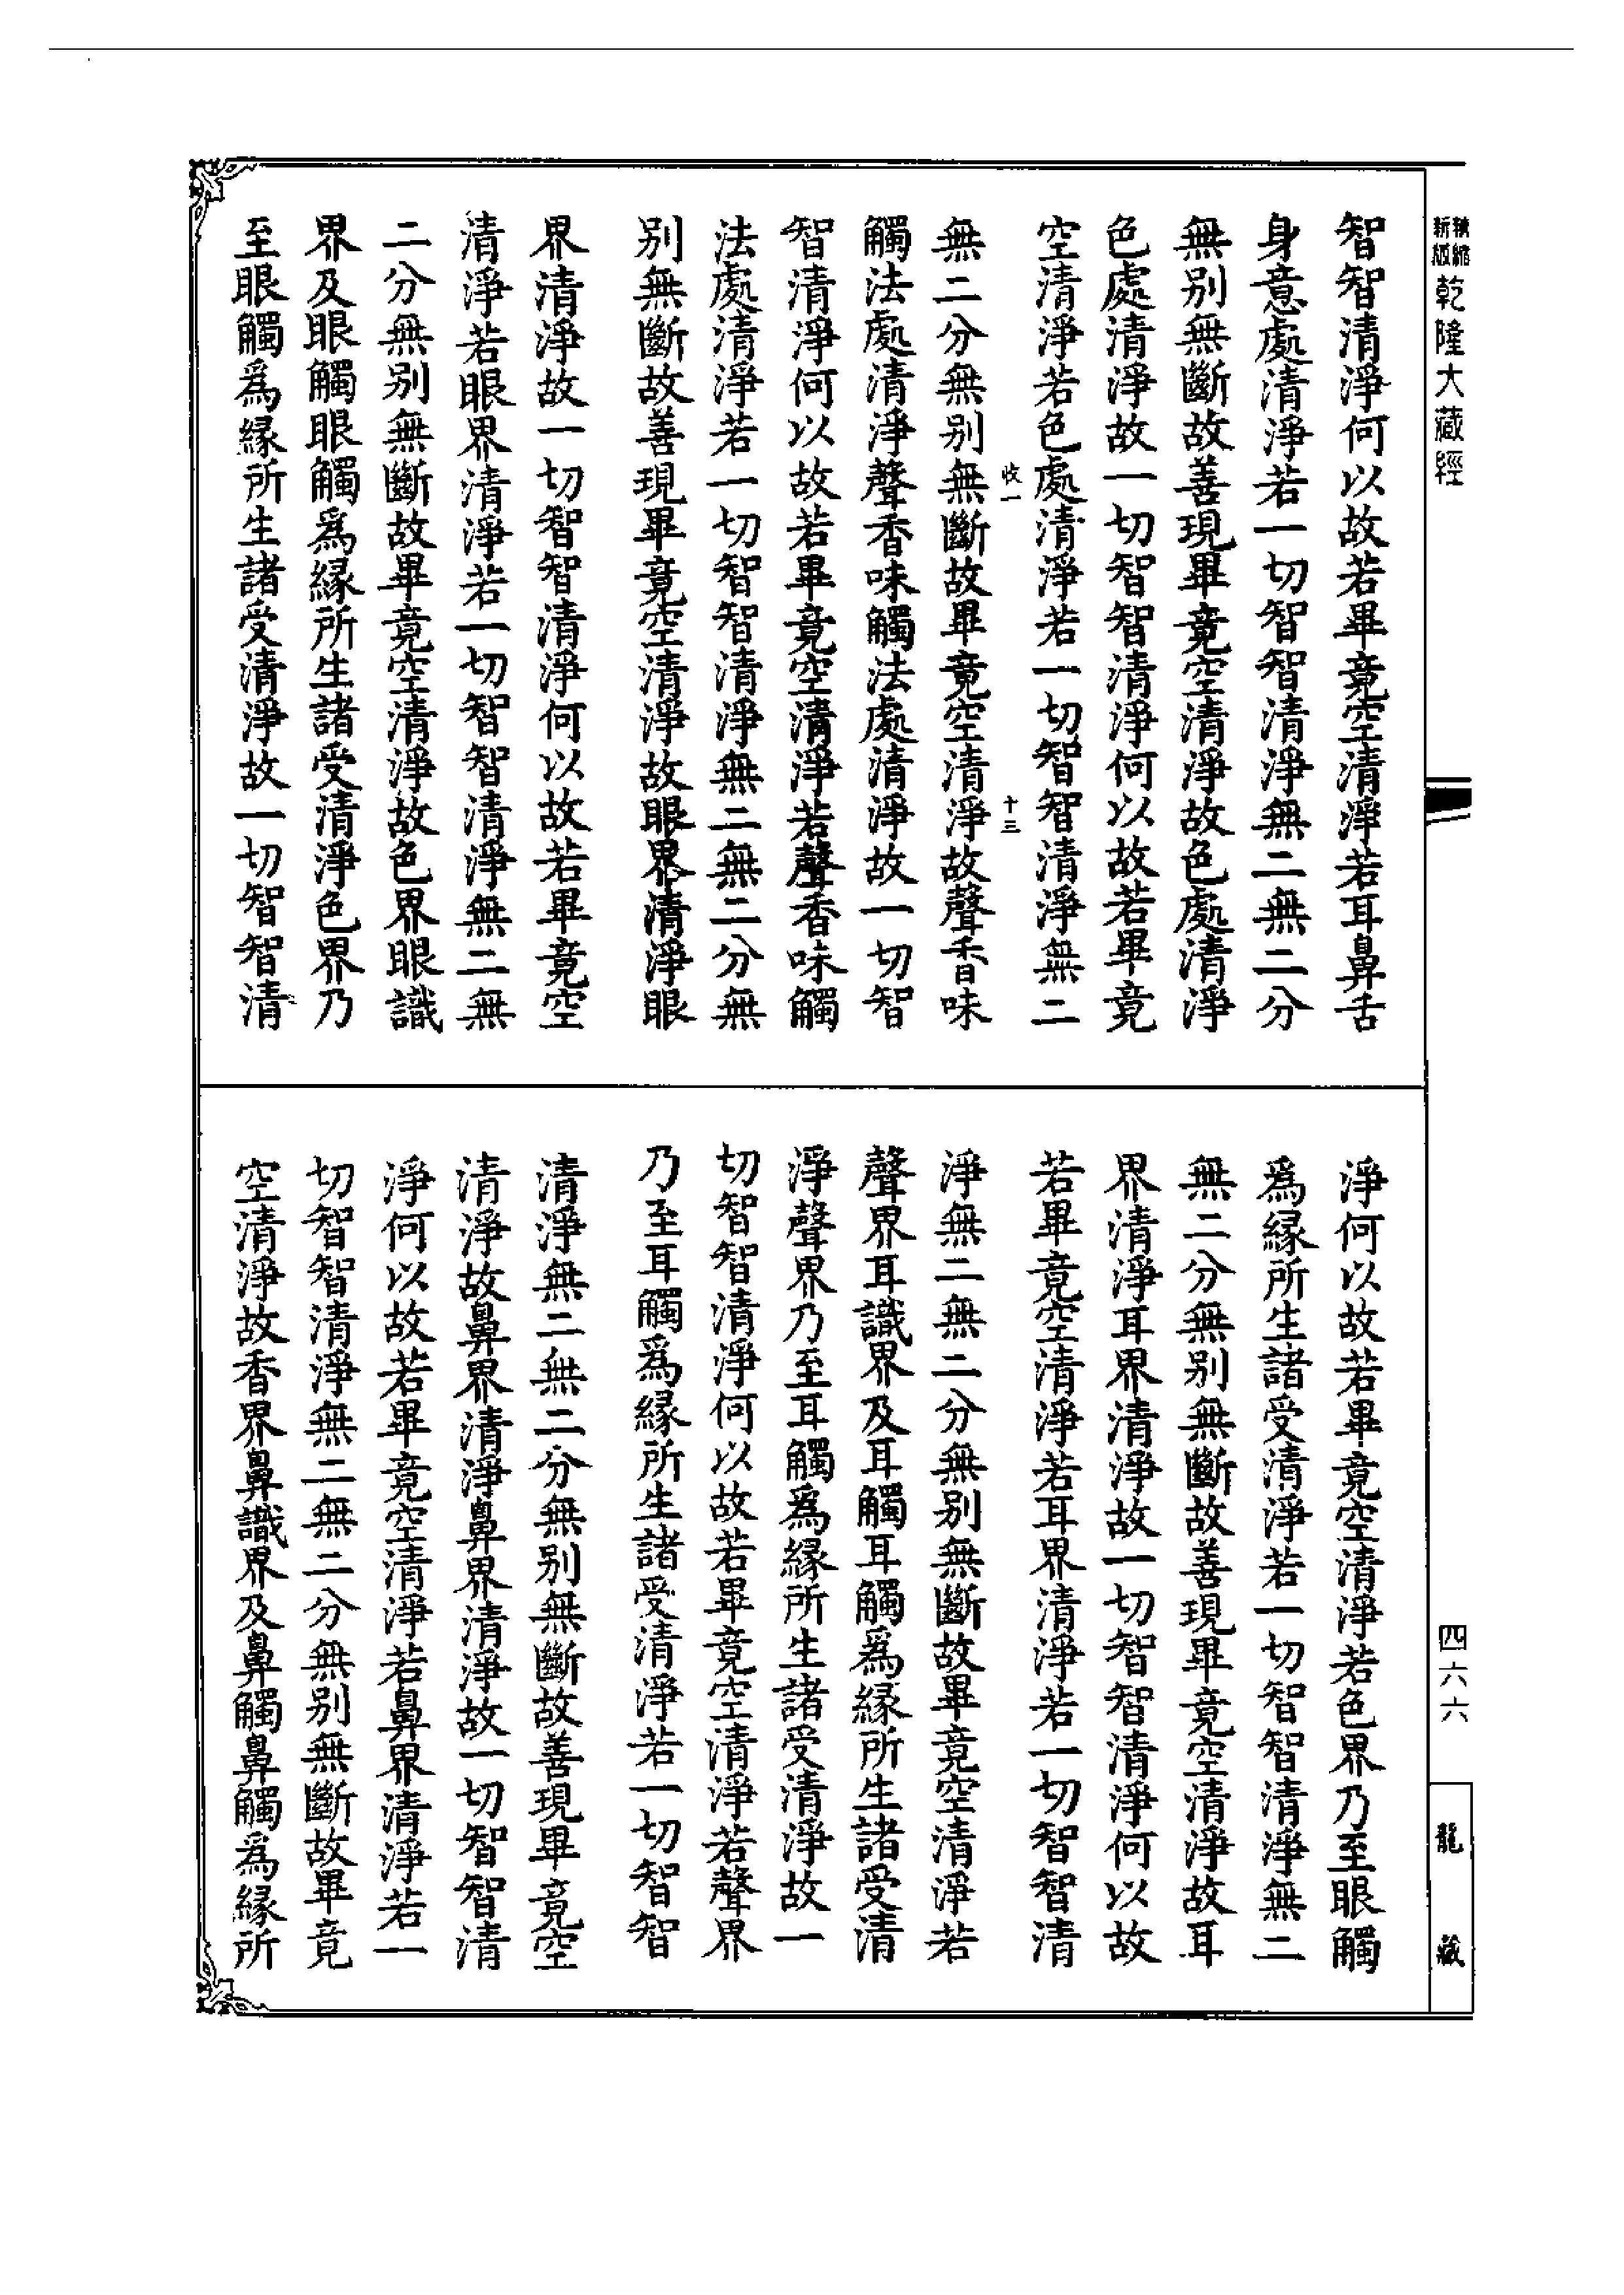 精縮
新版
乾隆大藏經
智智清淨何以故若畢竟空清淨若耳鼻舌
身意處清淨若一切智智清淨無二無二分
無別無斷故善現畢竟空清淨故色處清淨
色處清淨故一切智智清淨何以故若畢竟
空清淨若色處清淨若一切智智清淨無二
收一
十三
無二分無別無斷故畢竟空清淨故聲香味
觸法處清淨聲香味觸法處清淨故一切智
智清淨何以故若畢竟空清淨若聲香味觸
法處清淨若一切智智清淨無二無二分無
別無斷故善現畢竟空清淨故眼界清淨眼
界清淨故一切智智清淨何以故若畢竟空
清淨若眼界清淨若一切智智清淨無二無
二分無別無斷故畢竟空清淨故色界眼識
界及眼觸眼觸為緣所生諸受清淨色界乃
至眼觸為緣所生諸受清淨故一切智智清
淨何以故若畢竟空清淨若色界乃至眼觸
為緣所生諸受清淨若一切智智清淨無二
無二分無別無斷故善現畢竟空清淨故耳
界清淨耳界清淨故一切智智清淨何以故
若畢竟空清淨若耳界清淨若一切智智清
淨無二無二分無別無斷故畢竟空清淨若
聲界耳識界及耳觸耳觸為緣所生諸受清
淨聲界乃至耳觸為緣所生諸受清淨故一
切智智清淨何以故若畢竟空清淨若聲界
乃至耳觸為緣所生諸受清淨若一切智智
清淨無二無二分無別無斷故善現畢竟空
清淨故鼻界清淨鼻界清淨故一切智智清
淨何以故若畢竟空清淨若鼻界清淨若一
切智智清淨無二無二分無別無斷故畢竟
空清淨故香界鼻識界及鼻觸鼻觸為緣所
四六六
龍藏